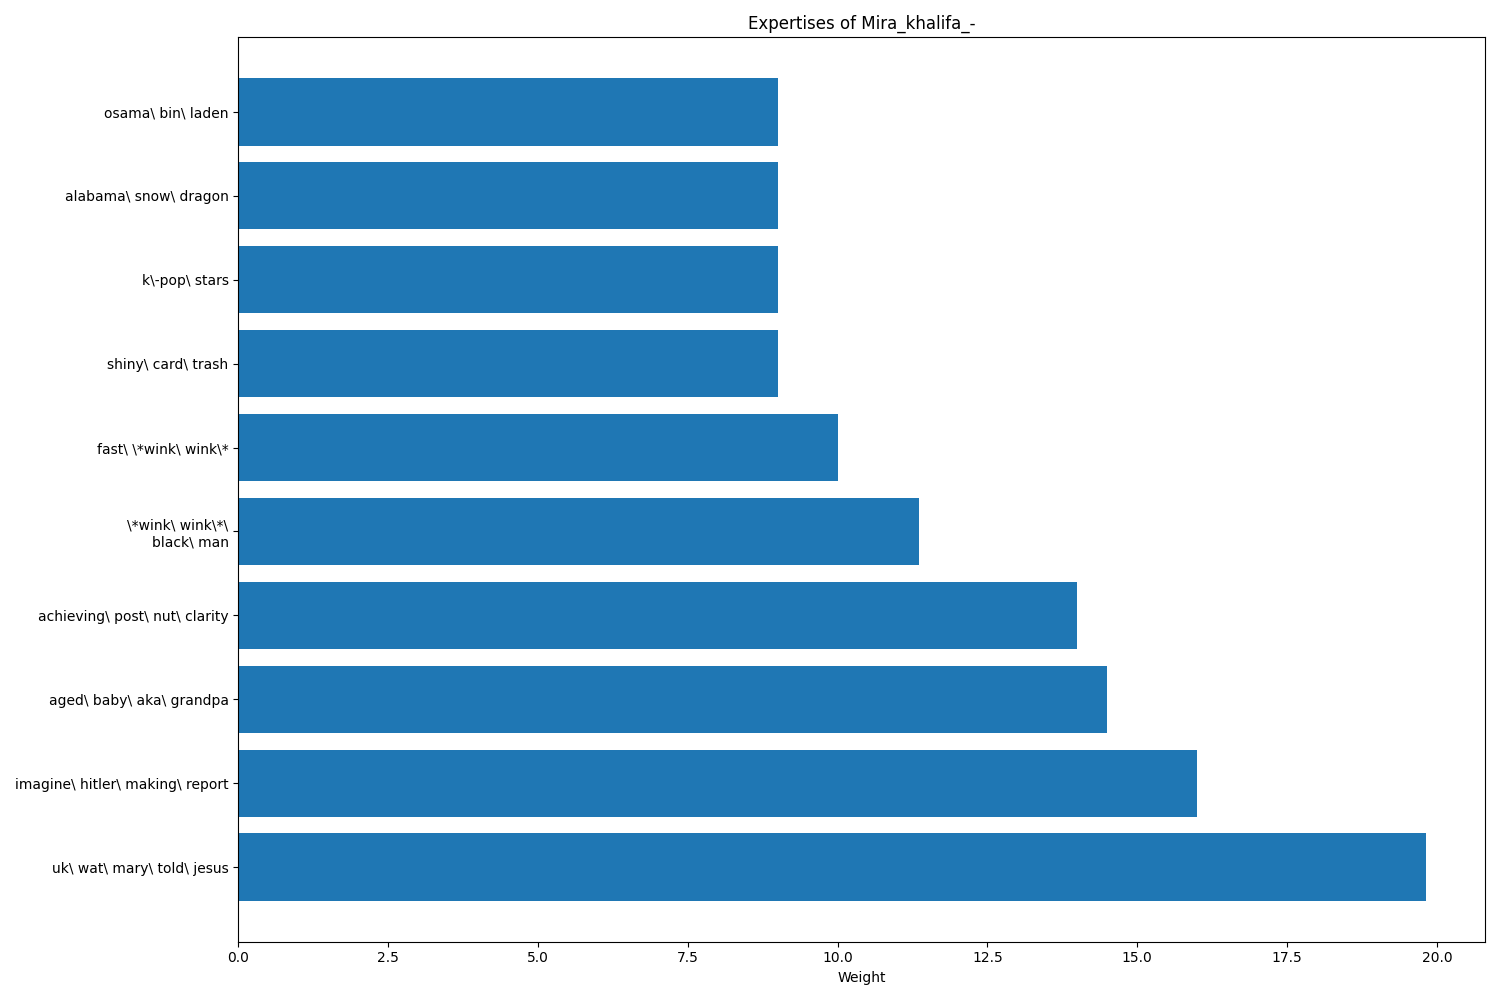 Expertises of Mira_khalifa_-
osama\ bin\ laden
alabama\ snow\ dragon
k\-pop\ stars
shiny\ card\ trash
fast\ \*wink\ wink\*
\*wink\ wink\*\
black\ man
achieving\ post\ nut\ clarity
aged\ baby\ aka\ grandpa
imagine\ hitler\ making\ report
uk\ wat\ mary\ told\ jesus
0.0 2.5 5.0 7.5 10.0 12.5 15.0 17.5 20.0
Weight